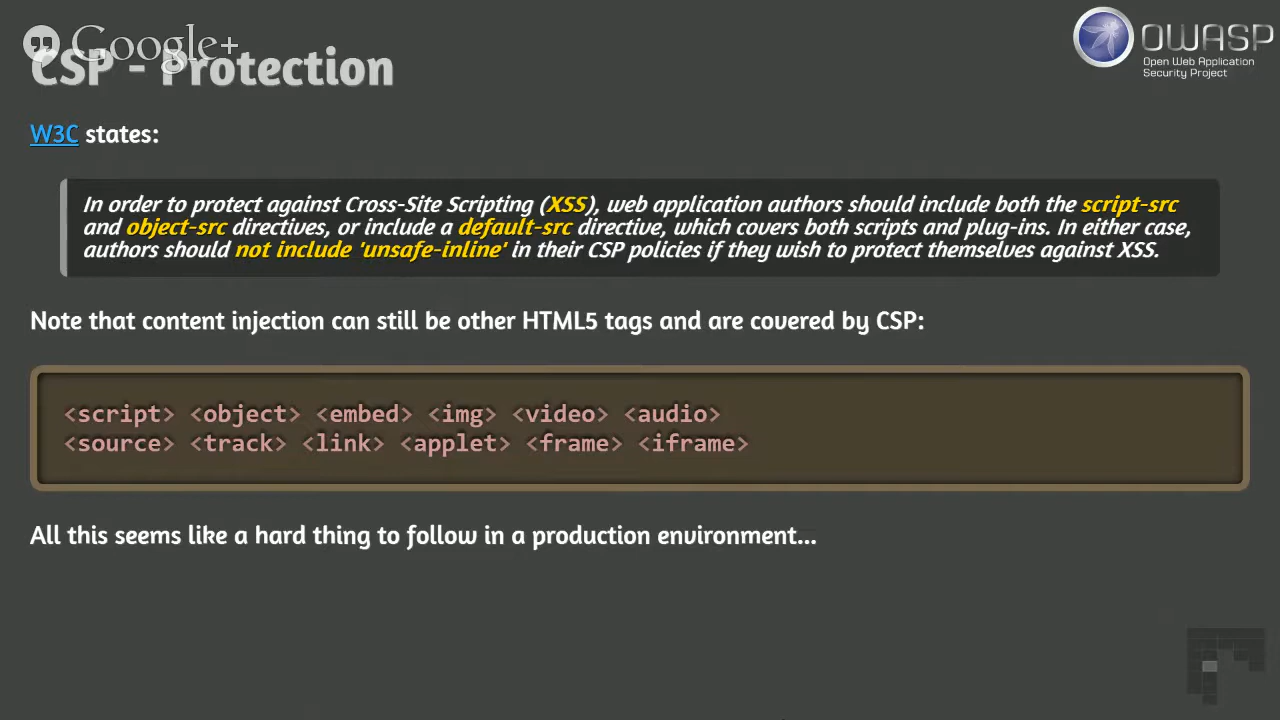 Google+
CSP - Protection
OWASP
Open Web Application
Security Project
W3C states:
In order to protect against Cross-Site Scripting (XSS), web application authors should include both the script-src
and object-src directives, or include a default-src directive, which covers both scripts and plug-ins. In either case,
authors should not include 'unsafe-inline' in their CSP policies if they wish to protect themselves against XSS.
Note that content injection can still be other HTML5 tags and are covered by CSP:
<script> <object> <embed> <img> <video> <audio>
<source> <track> <link> <applet> <frame> <iframe>
All this seems like a hard thing to follow in a production environment...